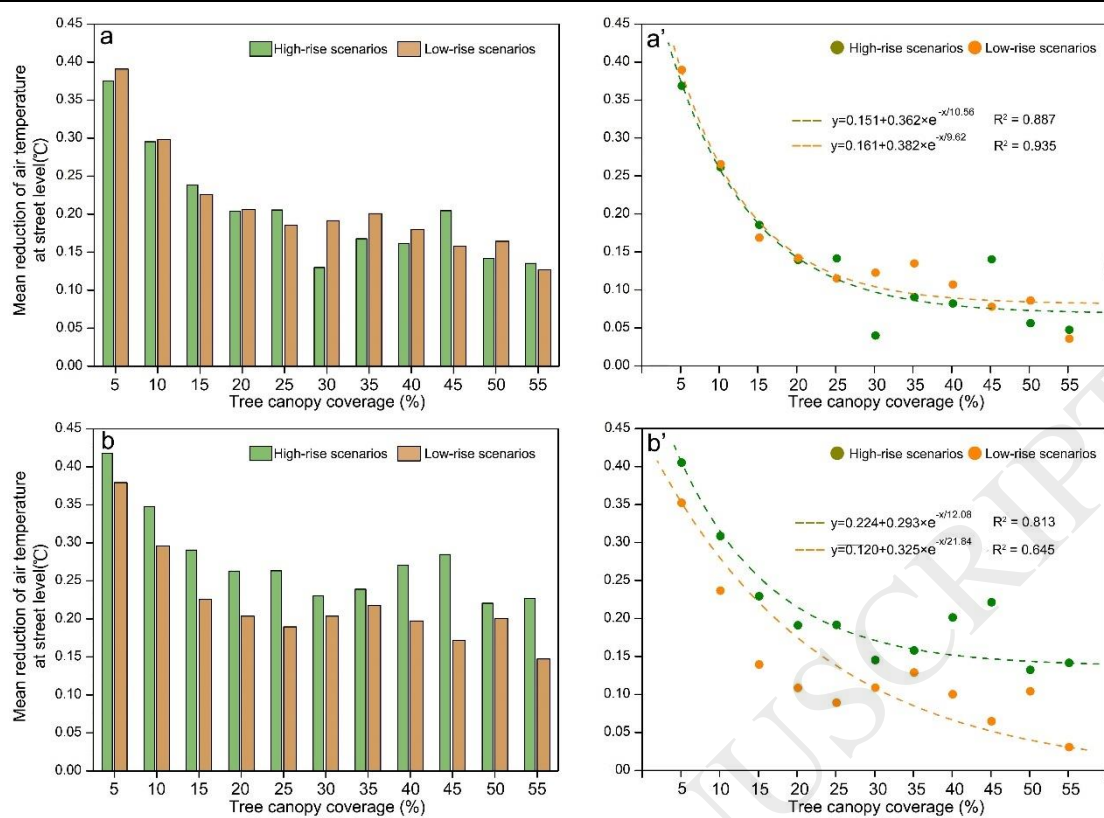 a
High-rise scenarios Low-rise scenarios
0.45
0.40
0.35
0.30
0.25
0.20
0.15
0.10
0.05
0.00
Mean reduction of air temperature
at street level(℃)
5 10 15 20 25 30 35 40 45 50 55
Tree canopy coverage (%)
a'
High-rise scenarios Low-rise scenarios
y=0.151+0.362×e^-x/10.56 R² = 0.887
y=0.161+0.382×e^-x/9.62 R² = 0.935
0.45
0.40
0.35
0.30
0.25
0.20
0.15
0.10
0.05
0.00
5 10 15 20 25 30 35 40 45 50 55
Tree canopy coverage (%)
b
High-rise scenarios Low-rise scenarios
0.45
0.40
0.35
0.30
0.25
0.20
0.15
0.10
0.05
0.00
Mean reduction of air temperature
at street level(℃)
5 10 15 20 25 30 35 40 45 50 55
Tree canopy coverage (%)
b'
High-rise scenarios Low-rise scenarios
y=0.224+0.293×e^-x/12.08 R² = 0.813
y=0.120+0.325×e^-x/21.84 R² = 0.645
0.45
0.40
0.35
0.30
0.25
0.20
0.15
0.10
0.05
0.00
5 10 15 20 25 30 35 40 45 50 55
Tree canopy coverage (%)
USCRIPT